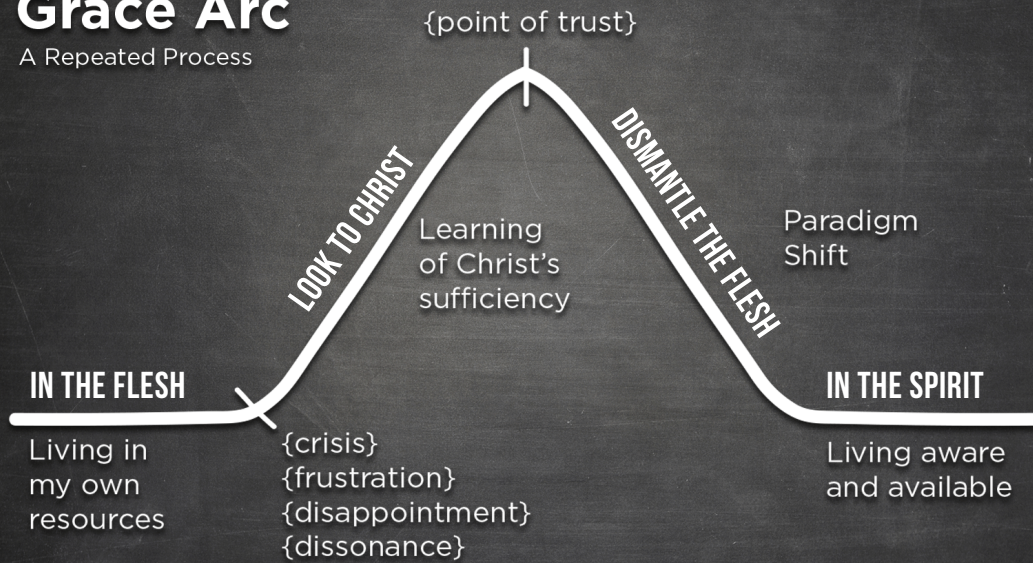 Grace Arc
A Repeated Process
{point of trust}
LOOK TO CHRIST
DISMANTLE THE FLESH
Learning
of Christ's
sufficiency
Paradigm
Shift
IN THE FLESH
Living in
my own
resources
{crisis}
{frustration}
{disappointment}
{dissonance}
IN THE SPIRIT
Living aware
and available